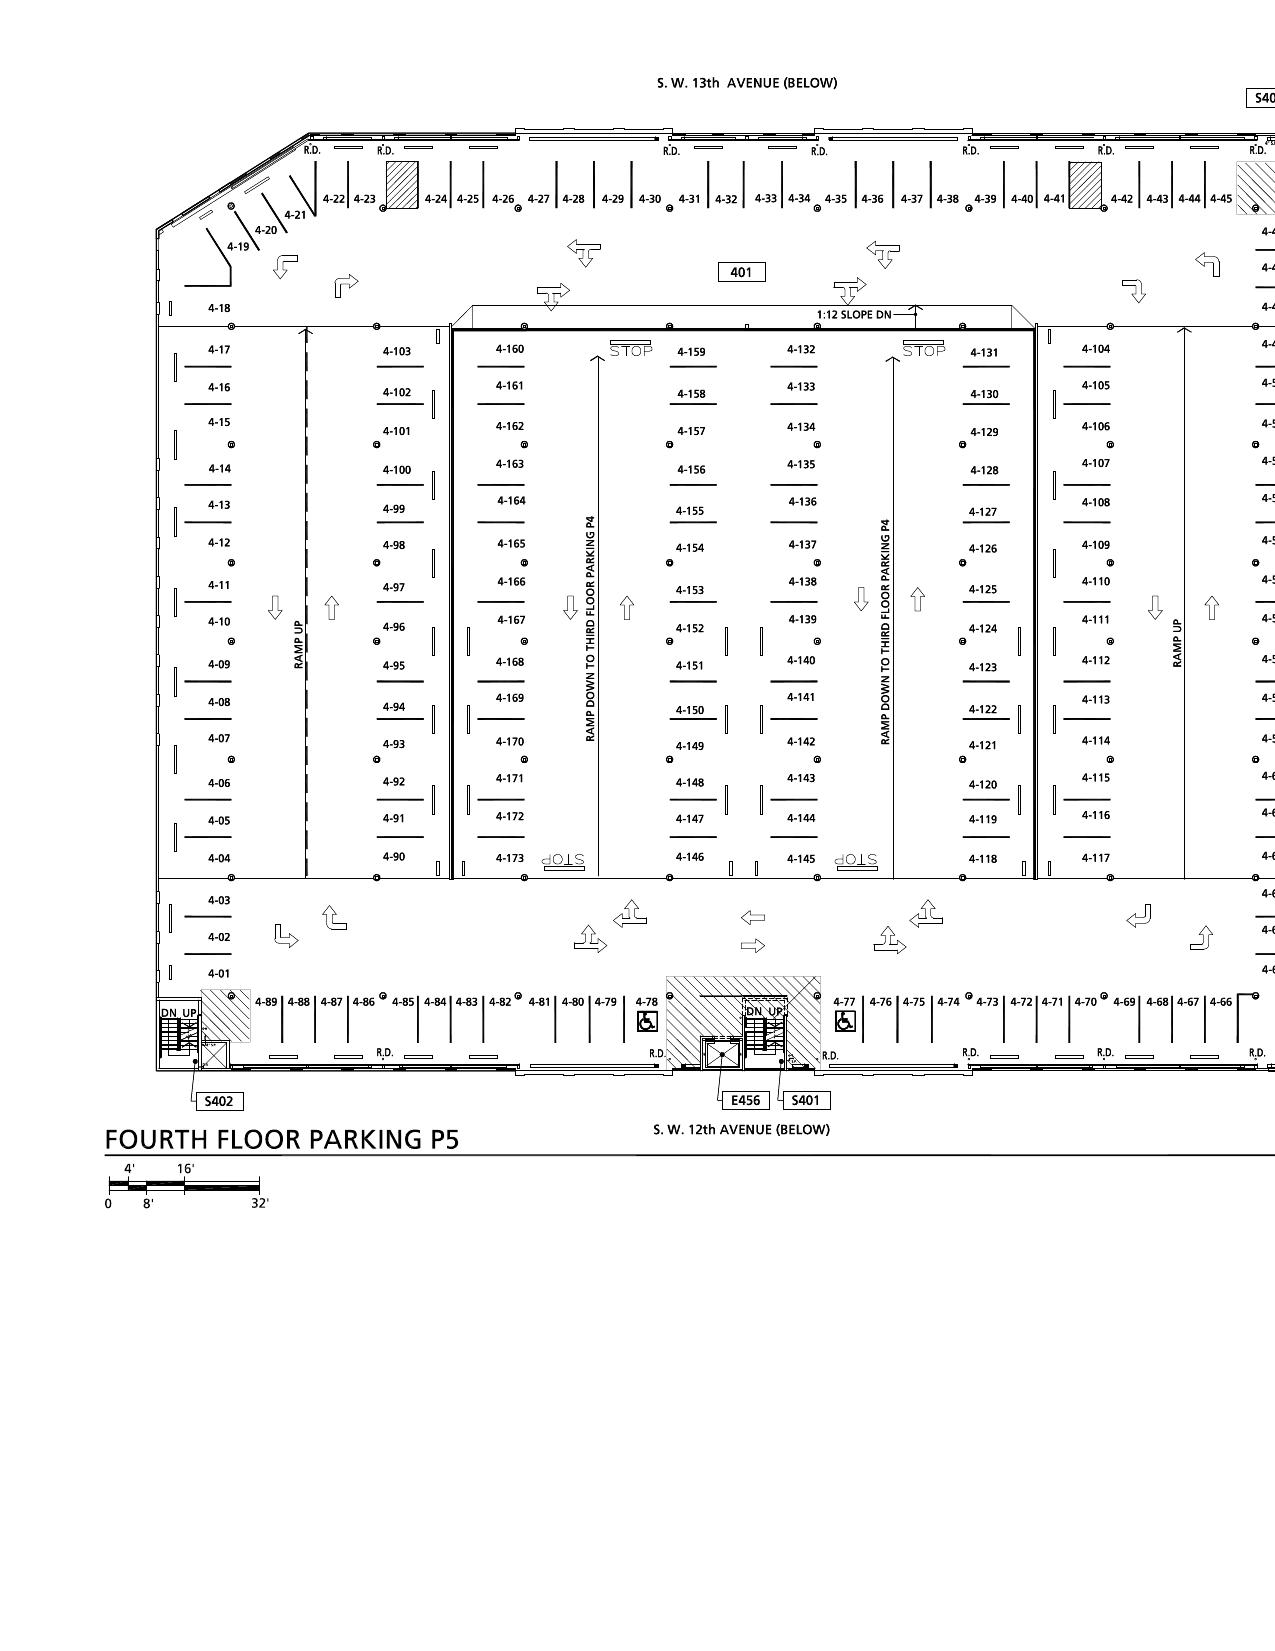 S. W. 13th AVENUE (BELOW)
S40
R.D. R.D. R.D. R.D. R.D. R.D. R.D.
4-22 4-23 4-24 4-25 4-26 4-27 4-28 4-29 4-30 4-31 4-32 4-33 4-34 4-35 4-36 4-37 4-38 4-39 4-40 4-41 4-42 4-43 4-44 4-45
4-21
4-20
4-19
4-18
401
1:12 SLOPE DN
STOP STOP
4-17 4-103 4-160 4-159 4-132 4-131 4-104
4-16 4-102 4-161 4-158 4-133 4-130 4-105
4-15 4-101 4-162 4-157 4-134 4-129 4-106
4-14 4-100 4-163 4-156 4-135 4-128 4-107
4-13 4-99 4-164 4-155 4-136 4-127 4-108
4-12 4-98 4-165 4-154 4-137 4-126 4-109
4-11 4-97 4-166 4-153 4-138 4-125 4-110
4-10 4-96 4-167 4-152 4-139 4-124 4-111
4-09 4-95 4-168 4-151 4-140 4-123 4-112
4-08 4-94 4-169 4-150 4-141 4-122 4-113
4-07 4-93 4-170 4-149 4-142 4-121 4-114
4-06 4-92 4-171 4-148 4-143 4-120 4-115
4-05 4-91 4-172 4-147 4-144 4-119 4-116
4-04 4-90 4-173 4-146 4-145 4-118 4-117
RAMP UP
RAMP DOWN TO THIRD FLOOR PARKING P4
RAMP DOWN TO THIRD FLOOR PARKING P4
RAMP UP
STOP STOP
4-03
4-02
4-01
4-89 4-88 4-87 4-86 4-85 4-84 4-83 4-82 4-81 4-80 4-79 4-78 4-77 4-76 4-75 4-74 4-73 4-72 4-71 4-70 4-69 4-68 4-67 4-66
DN UP DN UP
R.D. R.D. R.D. R.D. R.D. R.D.
S402 E456 S401
S. W. 12th AVENUE (BELOW)
FOURTH FLOOR PARKING P5
4' 16'
0 8' 32'